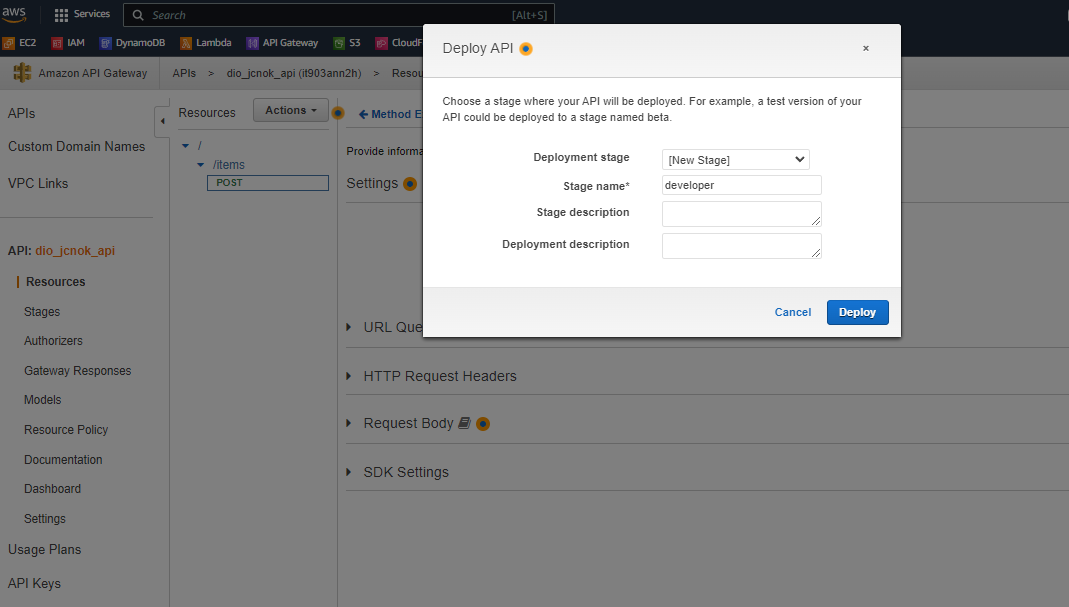 aws
Services
Search
[Alt+S]
EC2
IAM
DynamoDB
Lambda
API Gateway
S3
CloudF
Amazon API Gateway
APIs > dio_jcnok_api (it903ann2h) > Resou
APIs
Custom Domain Names
VPC Links
API: dio_jcnok_api
Resources
Stages
Authorizers
Gateway Responses
Models
Resource Policy
Documentation
Dashboard
Settings
Usage Plans
API Keys
Resources
Actions
/
/items
POST
Method E
Provide informa
Settings
URL Que
HTTP Request Headers
Request Body
SDK Settings
Deploy API
×
Choose a stage where your API will be deployed. For example, a test version of your
API could be deployed to a stage named beta.
Deployment stage
[New Stage]
Stage name*
developer
Stage description
Deployment description
Cancel
Deploy